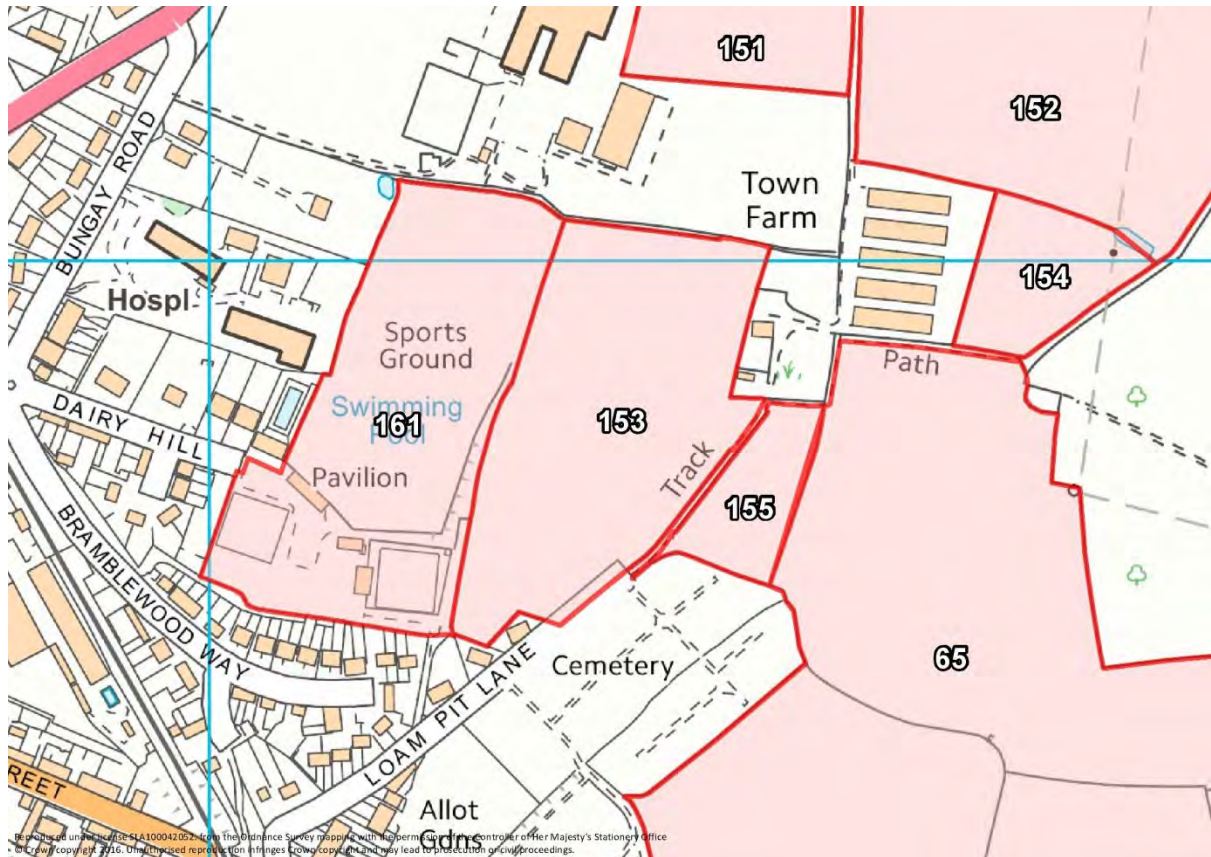 151
152
BUNGAY ROAD
Town
Farm
154
Hospl
Sports
Ground
Path
Swimming
Pool
161
153
DAIRY HILL
Pavilion
Track
155
BRAMBLEWOOD WAY
65
Cemetery
LOAM PIT LANE
REET
Allot
Gdns
Reproduced under license SLA100042052, from the Ordnance Survey mapping with the permission of the Controller of Her Majesty's Stationery Office
© Crown copyright 2016. Unauthorised reproduction infringes Crown copyright and may lead to prosecution or civil proceedings.